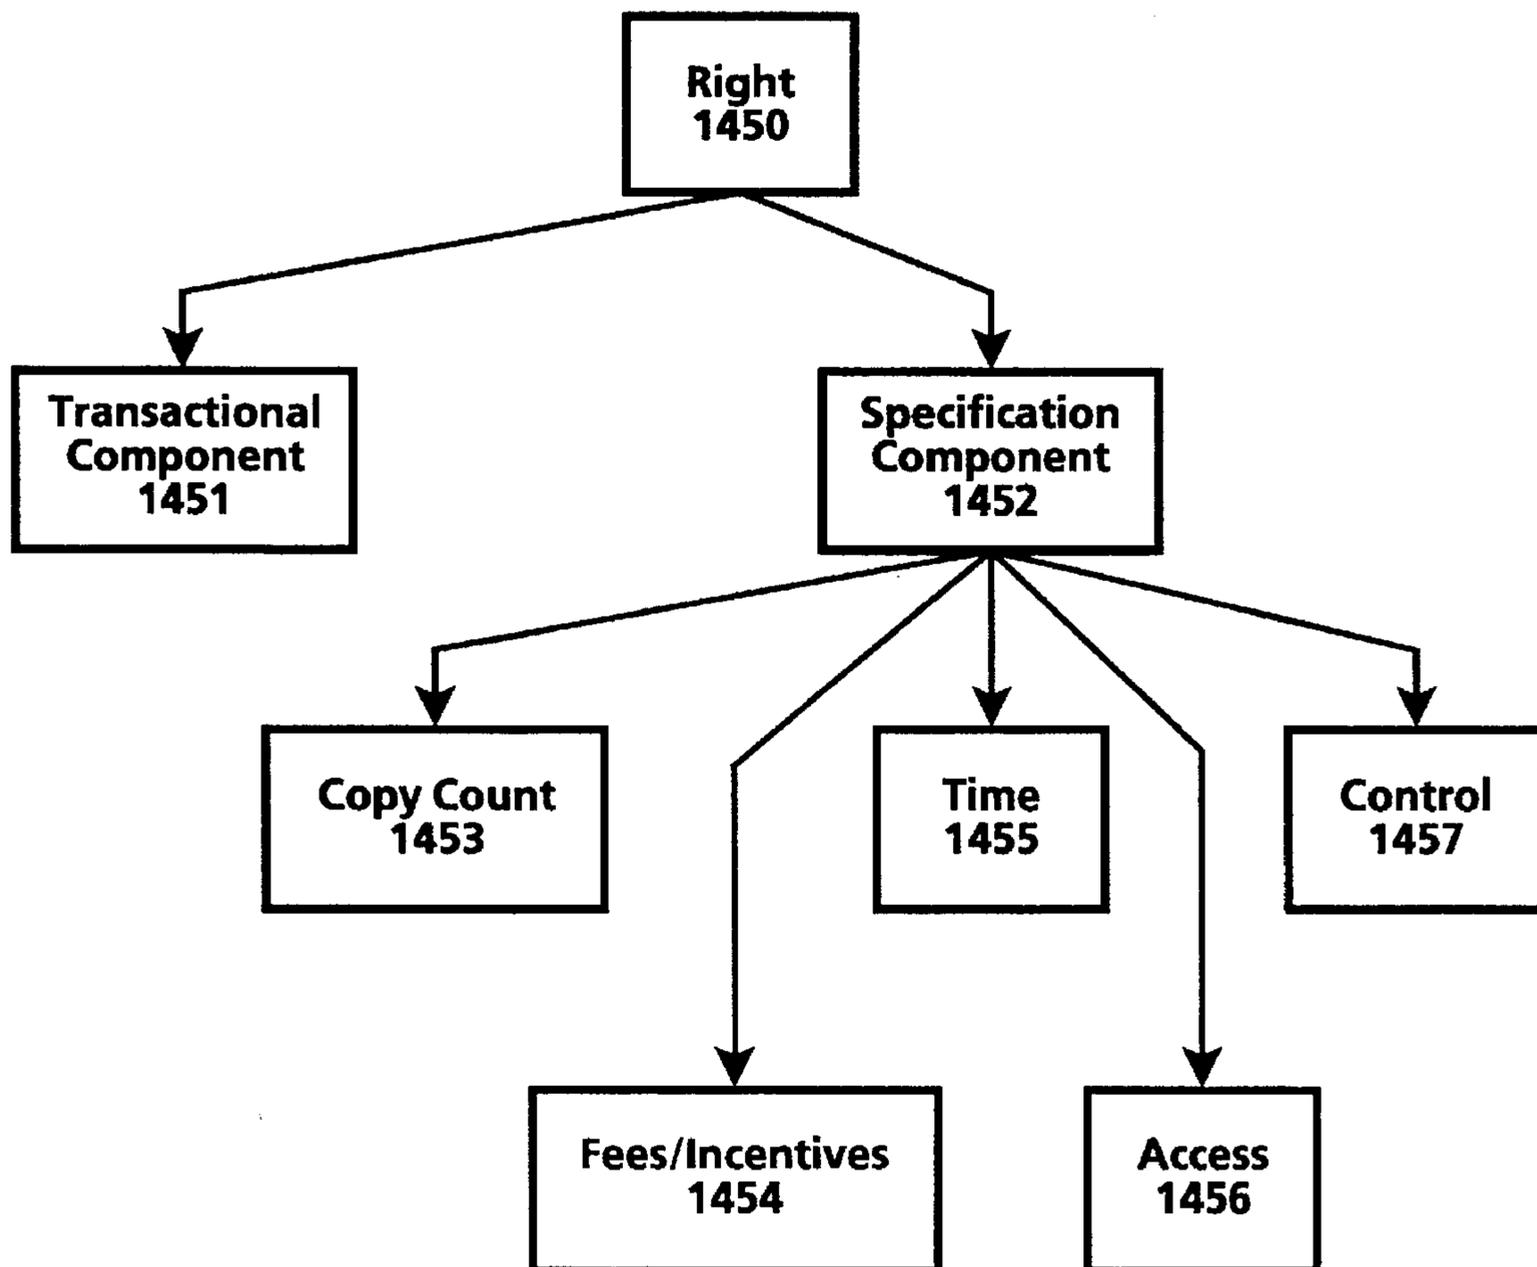 Right
1450
Transactional
Component
1451
Specification
Component
1452
Copy Count
1453
Time
1455
Control
1457
Fees/Incentives
1454
Access
1456